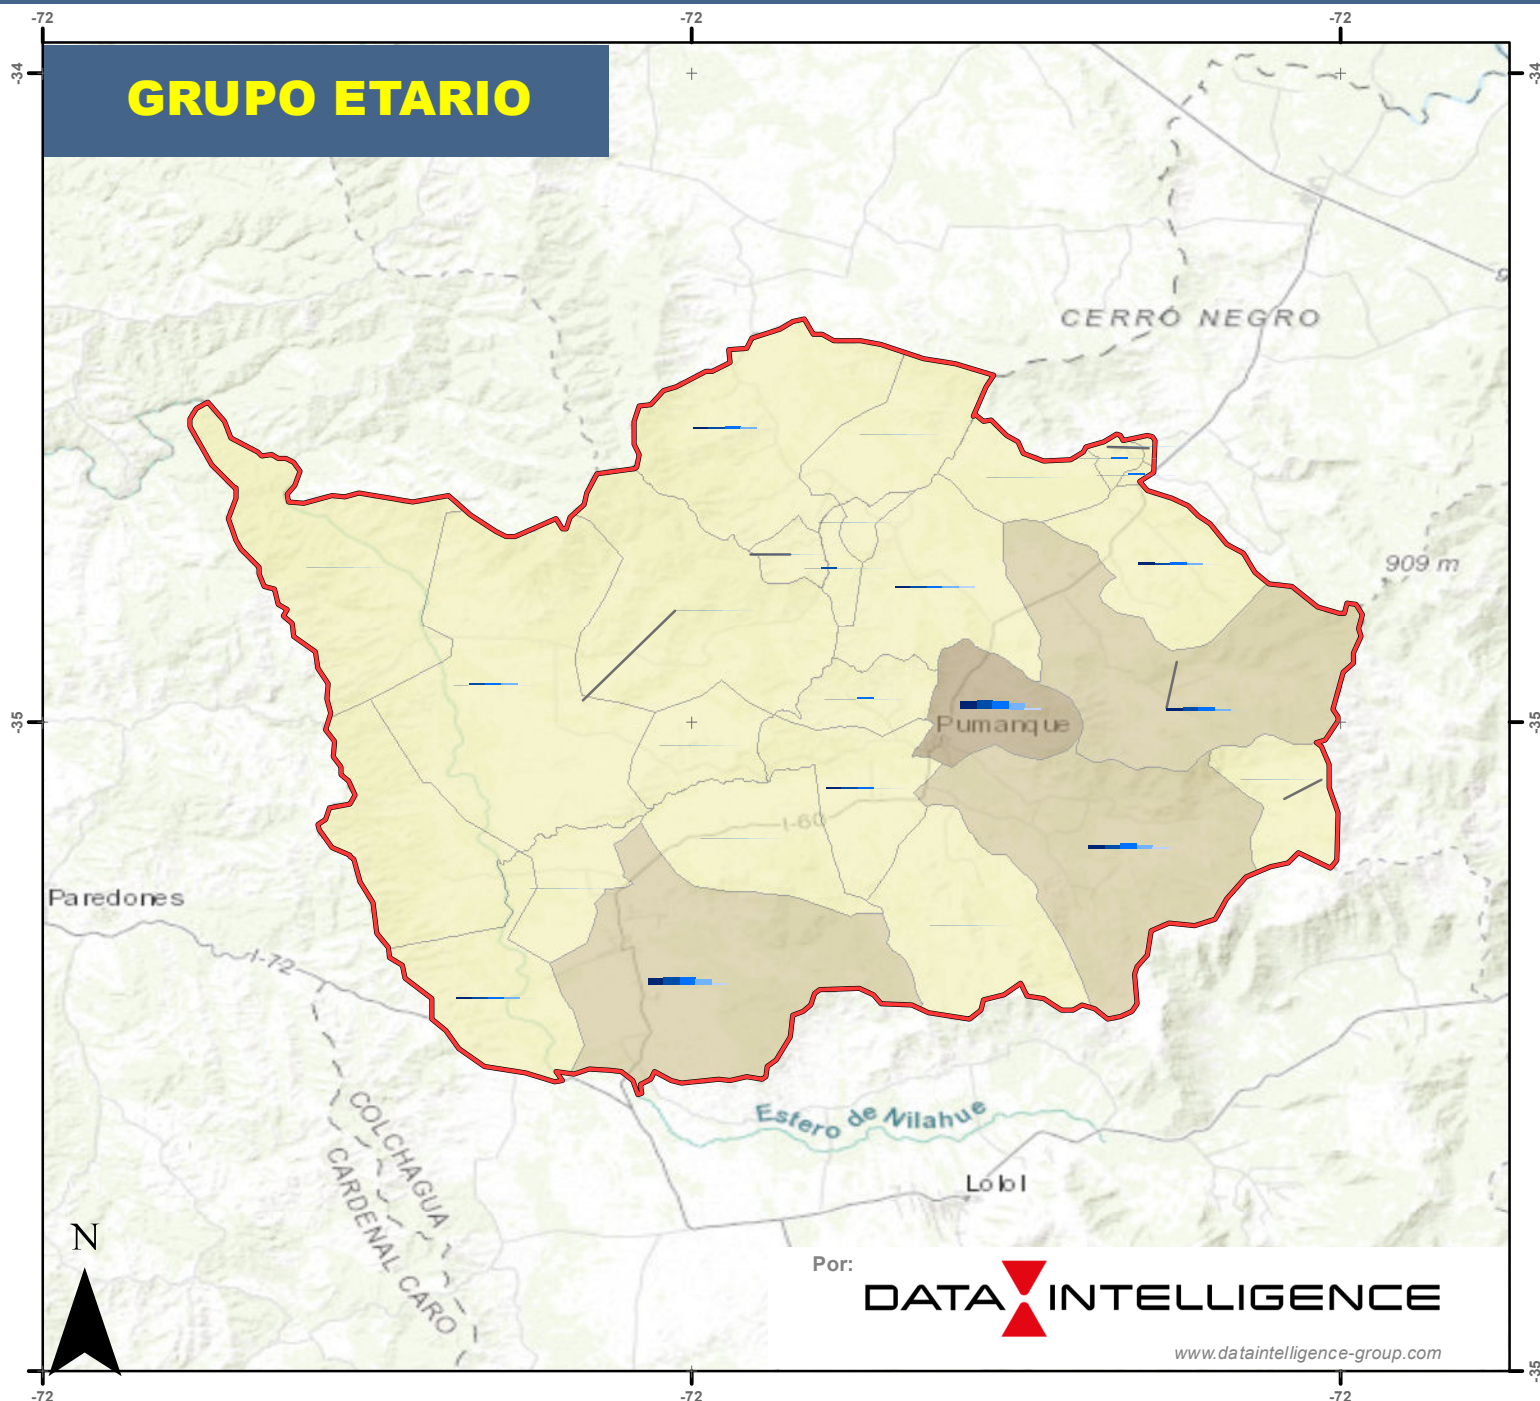 -72
-72
-72
-34
-34
GRUPO ETARIO
CERRO NEGRO
909 m
-35
-35
Pumanque
I-60
Paredones
I-72
Estero de Nilahue
COLCHAGUA
CARDENAL CARO
Lolol
N
Por:
DATA INTELLIGENCE
www.dataintelligence-group.com
-35
-72
-72
-72